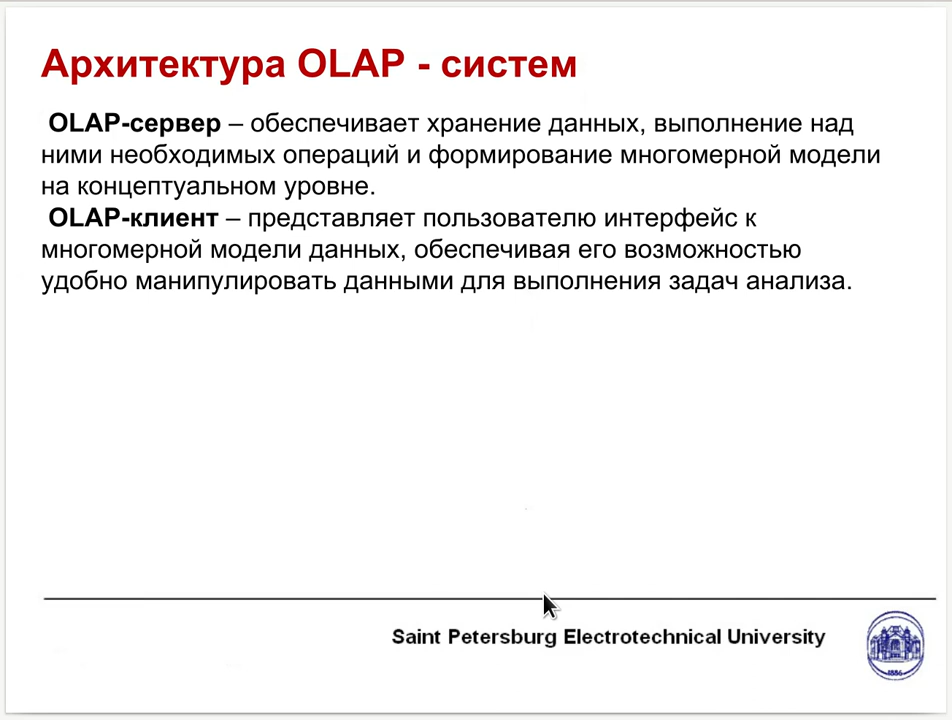 Архитектура OLAP - систем
OLAP-сервер – обеспечивает хранение данных, выполнение над
ними необходимых операций и формирование многомерной модели
на концептуальном уровне.
OLAP-клиент – представляет пользователю интерфейс к
многомерной модели данных, обеспечивая его возможностью
удобно манипулировать данными для выполнения задач анализа.
Saint Petersburg Electrotechnical University
1886